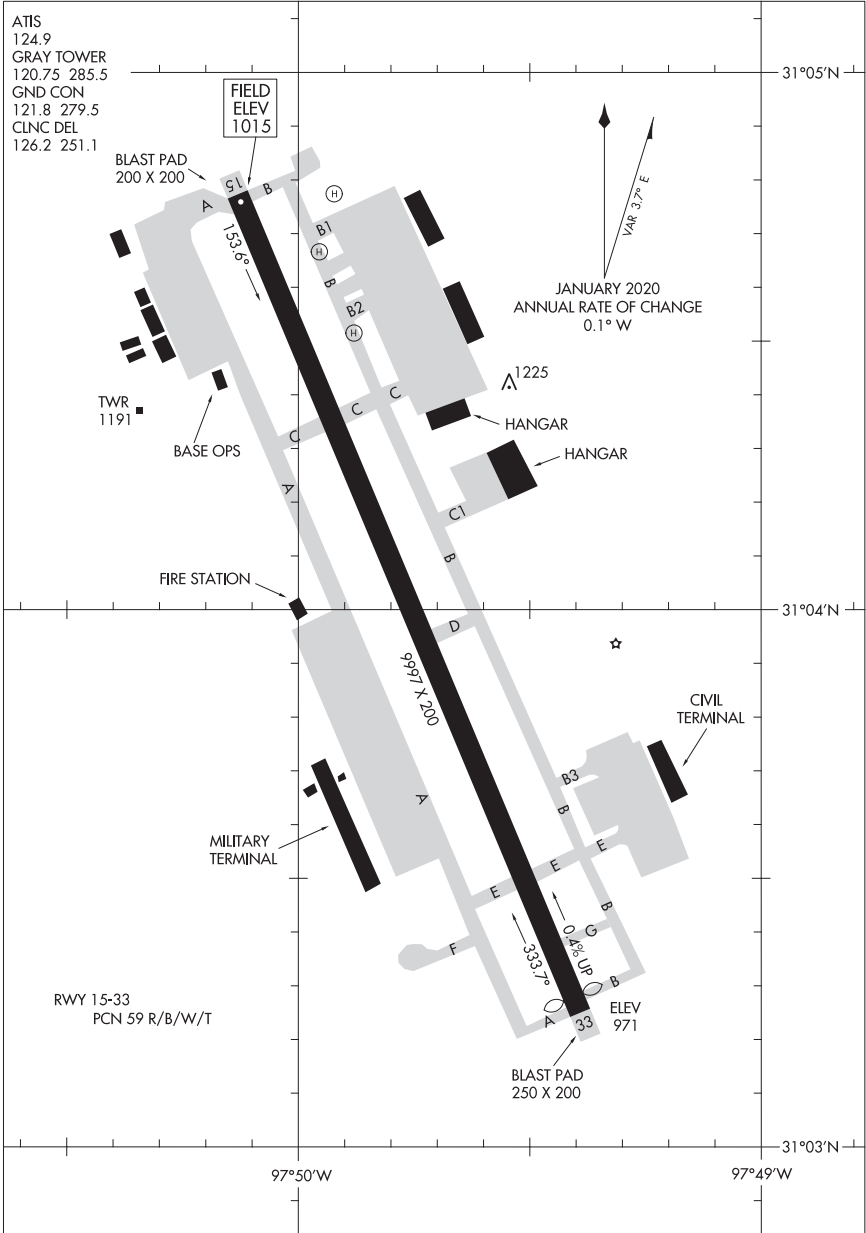 ATIS
124.9
GRAY TOWER
120.75 285.5
GND CON
121.8 279.5
CLNC DEL
126.2 251.1
FIELD
ELEV
1015
31°05'N
BLAST PAD
200 X 200
15
A
B
153.6°
B1
B
B2
H
H
H
VAR 3.7° E
JANUARY 2020
ANNUAL RATE OF CHANGE
0.1° W
1225
TWR
1191
BASE OPS
C
C
C
HANGAR
HANGAR
A
C1
B
FIRE STATION
31°04'N
D
9997 X 200
CIVIL
TERMINAL
B3
A
B
MILITARY
TERMINAL
E
E
E
B
F
G
333.7°
0.4% UP
RWY 15-33
PCN 59 R/B/W/T
A
B
33
ELEV
971
BLAST PAD
250 X 200
31°03'N
97°50'W
97°49'W